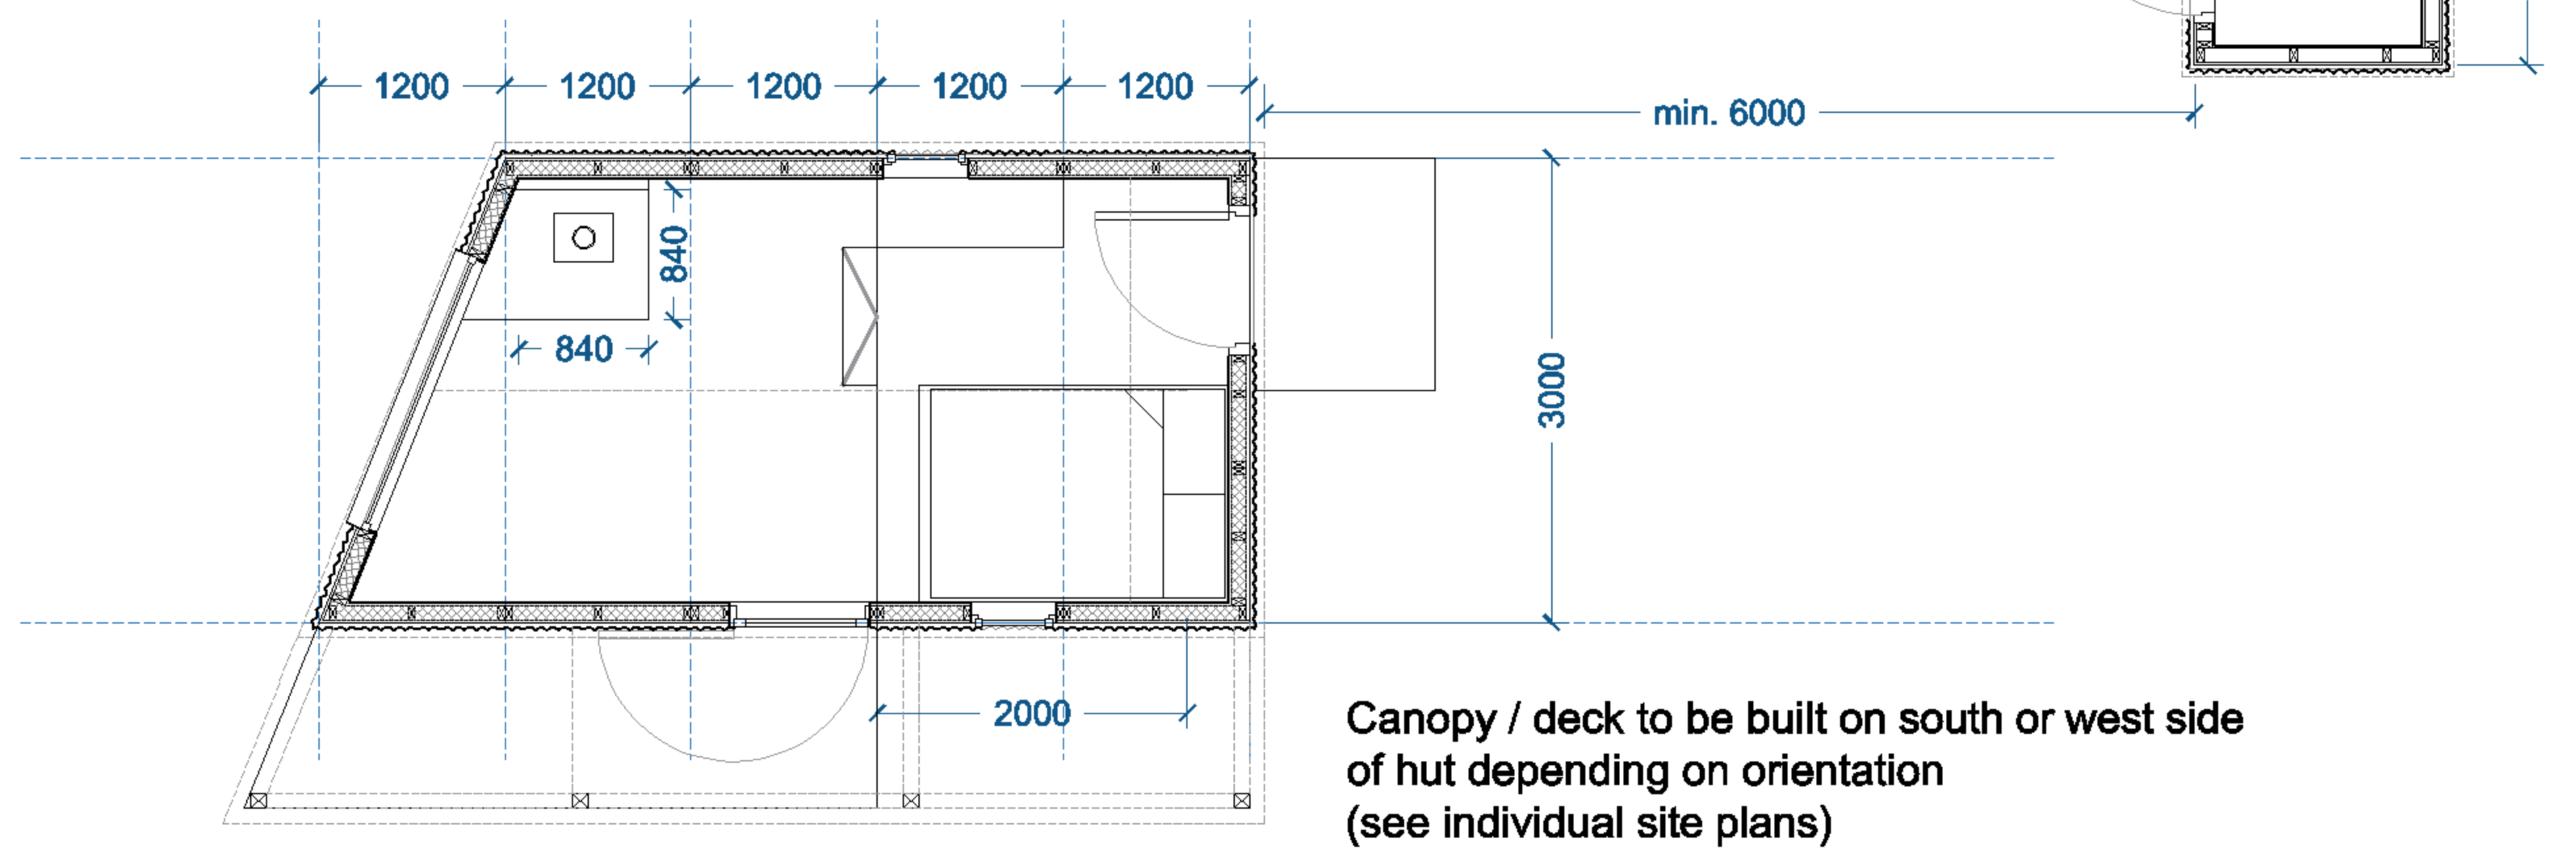 1200 1200 1200 1200 1200
min. 6000
840
840
3000
2000
Canopy / deck to be built on south or west side
of hut depending on orientation
(see individual site plans)